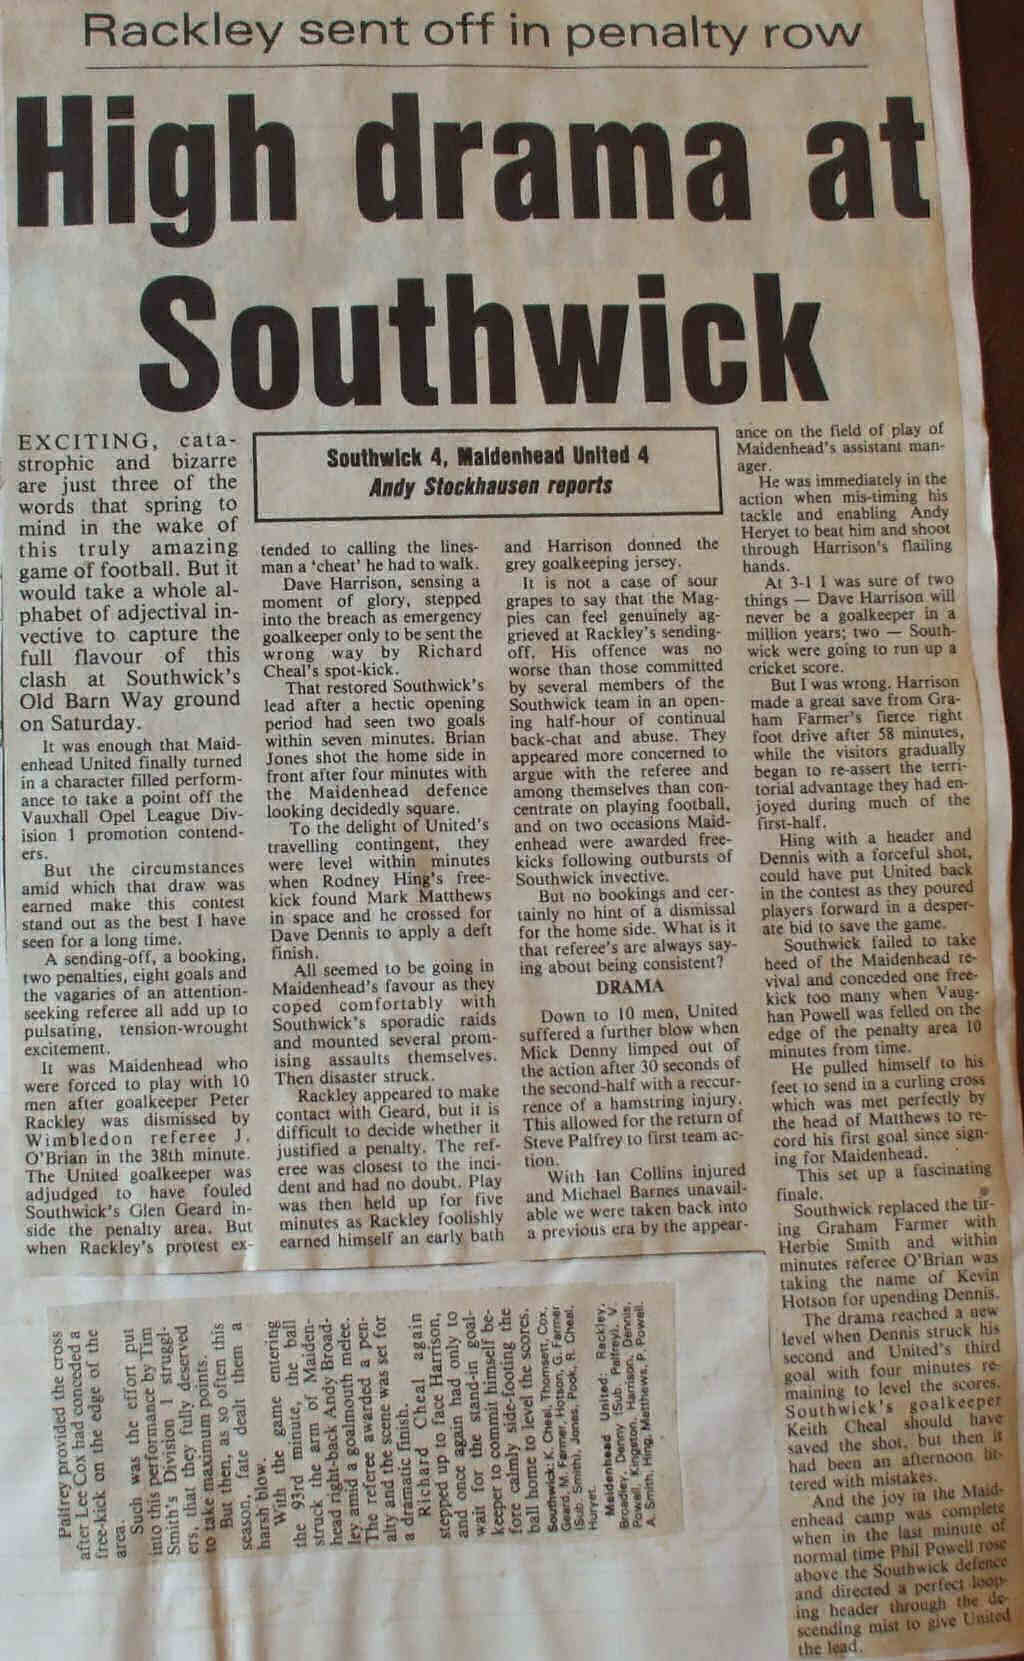 Rackley sent off in penalty row
High drama at
Southwick
Southwick 4, Maidenhead United 4
Andy Stockhausen reports
EXCITING, cata-
strophic and bizarre
are just three of the
words that spring to
mind in the wake of
this truly amazing
game of football. But it
would take a whole al-
phabet of adjectival in-
vective to capture the
full flavour of this
clash at Southwick's
Old Barn Way ground
on Saturday.
It was enough that Maid-
enhead United finally turned
in a character filled perform-
ance to take a point off the
Vauxhall Opel League Div-
ision 1 promotion contend-
ers.
But the circumstances
amid which that draw was
earned make this contest
stand out as the best I have
seen for a long time.
A sending-off, a booking,
two penalties, eight goals and
the vagaries of an attention-
seeking referee all add up to
pulsating, tension-wrought
excitement.
It was Maidenhead who
were forced to play with 10
men after goalkeeper Peter
Rackley was dismissed by
Wimbledon referee J.
O'Brian in the 38th minute.
The United goalkeeper was
adjudged to have fouled
Southwick's Glen Geard in-
side the penalty area. But
when Rackley's protest ex-
tended to calling the lines-
man a 'cheat' he had to walk.
Dave Harrison, sensing a
moment of glory, stepped
into the breach as emergency
goalkeeper only to be sent the
wrong way by Richard
Cheal's spot-kick.
That restored Southwick's
lead after a hectic opening
period had seen two goals
within seven minutes. Brian
Jones shot the home side in
front after four minutes with
the Maidenhead defence
looking decidedly square.
To the delight of United's
travelling contingent, they
were level within minutes
when Rodney Hing's free-
kick found Mark Matthews
in space and he crossed for
Dave Dennis to apply a deft
finish.
All seemed to be going in
Maidenhead's favour as they
coped comfortably with
Southwick's sporadic raids
and mounted several prom-
ising assaults themselves.
Then disaster struck.
Rackley appeared to make
contact with Geard, but it is
difficult to decide whether it
justified a penalty. The ref-
eree was closest to the inci-
dent and had no doubt. Play
was then held up for five
minutes as Rackley foolishly
earned himself an early bath
and Harrison donned the
grey goalkeeping jersey.
It is not a case of sour
grapes to say that the Mag-
pies can feel genuinely ag-
grieved at Rackley's sending-
off. His offence was no
worse than those committed
by several members of the
Southwick team in an open-
ing half-hour of continual
back-chat and abuse. They
appeared more concerned to
argue with the referee and
among themselves than con-
centrate on playing football,
and on two occasions Maid-
enhead were awarded free-
kicks following outbursts of
Southwick invective.
But no bookings and cer-
tainly no hint of a dismissal
for the home side. What is it
that referee's are always say-
ing about being consistent?
DRAMA
Down to 10 men, United
suffered a further blow when
Mick Denny limped out of
the action after 30 seconds of
the second-half with a reccur-
rence of a hamstring injury.
This allowed for the return of
Steve Palfrey to first team ac-
tion.
With Ian Collins injured
and Michael Barnes unavail-
able we were taken back into
a previous era by the appear-
ance on the field of play of
Maidenhead's assistant man-
ager.
He was immediately in the
action when mis-timing his
tackle and enabling Andy
Heryet to beat him and shoot
through Harrison's flailing
hands.
At 3-1 I was sure of two
things — Dave Harrison will
never be a goalkeeper in a
million years; two — South-
wick were going to run up a
cricket score.
But I was wrong. Harrison
made a great save from Gra-
ham Farmer's fierce right
foot drive after 58 minutes,
while the visitors gradually
began to re-assert the terri-
torial advantage they had en-
joyed during much of the
first-half.
Hing with a header and
Dennis with a forceful shot,
could have put United back
in the contest as they poured
players forward in a desper-
ate bid to save the game.
Southwick failed to take
heed of the Maidenhead re-
vival and conceded one free-
kick too many when Vaug-
han Powell was felled on the
edge of the penalty area 10
minutes from time.
He pulled himself to his
feet to send in a curling cross
which was met perfectly by
the head of Matthews to re-
cord his first goal since sign-
ing for Maidenhead.
This set up a fascinating
finale.
Southwick replaced the tir-
ing Graham Farmer with
Herbie Smith and within
minutes referee O'Brian was
taking the name of Kevin
Hotson for upending Dennis.
The drama reached a new
level when Dennis struck his
second and United's third
goal with four minutes re-
maining to level the scores.
Southwick's goalkeeper
Keith Cheal should have
saved the shot, but then it
had been an afternoon lit-
tered with mistakes.
And the joy in the Maid-
enhead camp was complete
when in the last minute of
normal time Phil Powell rose
above the Southwick defence
and directed a perfect loop-
ing header through the de-
scending mist to give United
the lead.
Palfrey provided the cross
after Lee Cox had conceded a
free-kick on the edge of the
area.
Such was the effort put
into this performance by Tim
Smith's Division 1 struggl-
ers, that they fully deserved
to take maximum points.
But then, as so often this
season, fate dealt them a
harsh blow.
With the game entering
the 93rd minute, the ball
struck the arm of Maiden-
head right-back Andy Broad-
ley amid a goalmouth melee.
The referee awarded a pen-
alty and the scene was set for
a dramatic finish.
Richard Cheal again
stepped up to face Harrison,
and once again had only to
wait for the stand-in goal-
keeper to commit himself be-
fore calmly side-footing the
ball home to level the scores.
Southwick: K. Cheal, Thomsett, Cox,
Geard, M. Farmer, Hotson, G. Farmer
(Sub. Smith), Jones, Pook, R. Cheal,
Huryet.
Maidenhead United: Rackley,
Broadley, Denny (Sub. Palfrey), V.
Powell, Kingston, Harrison, Dennis,
A. Smith, Hing, Matthews, P. Powell.